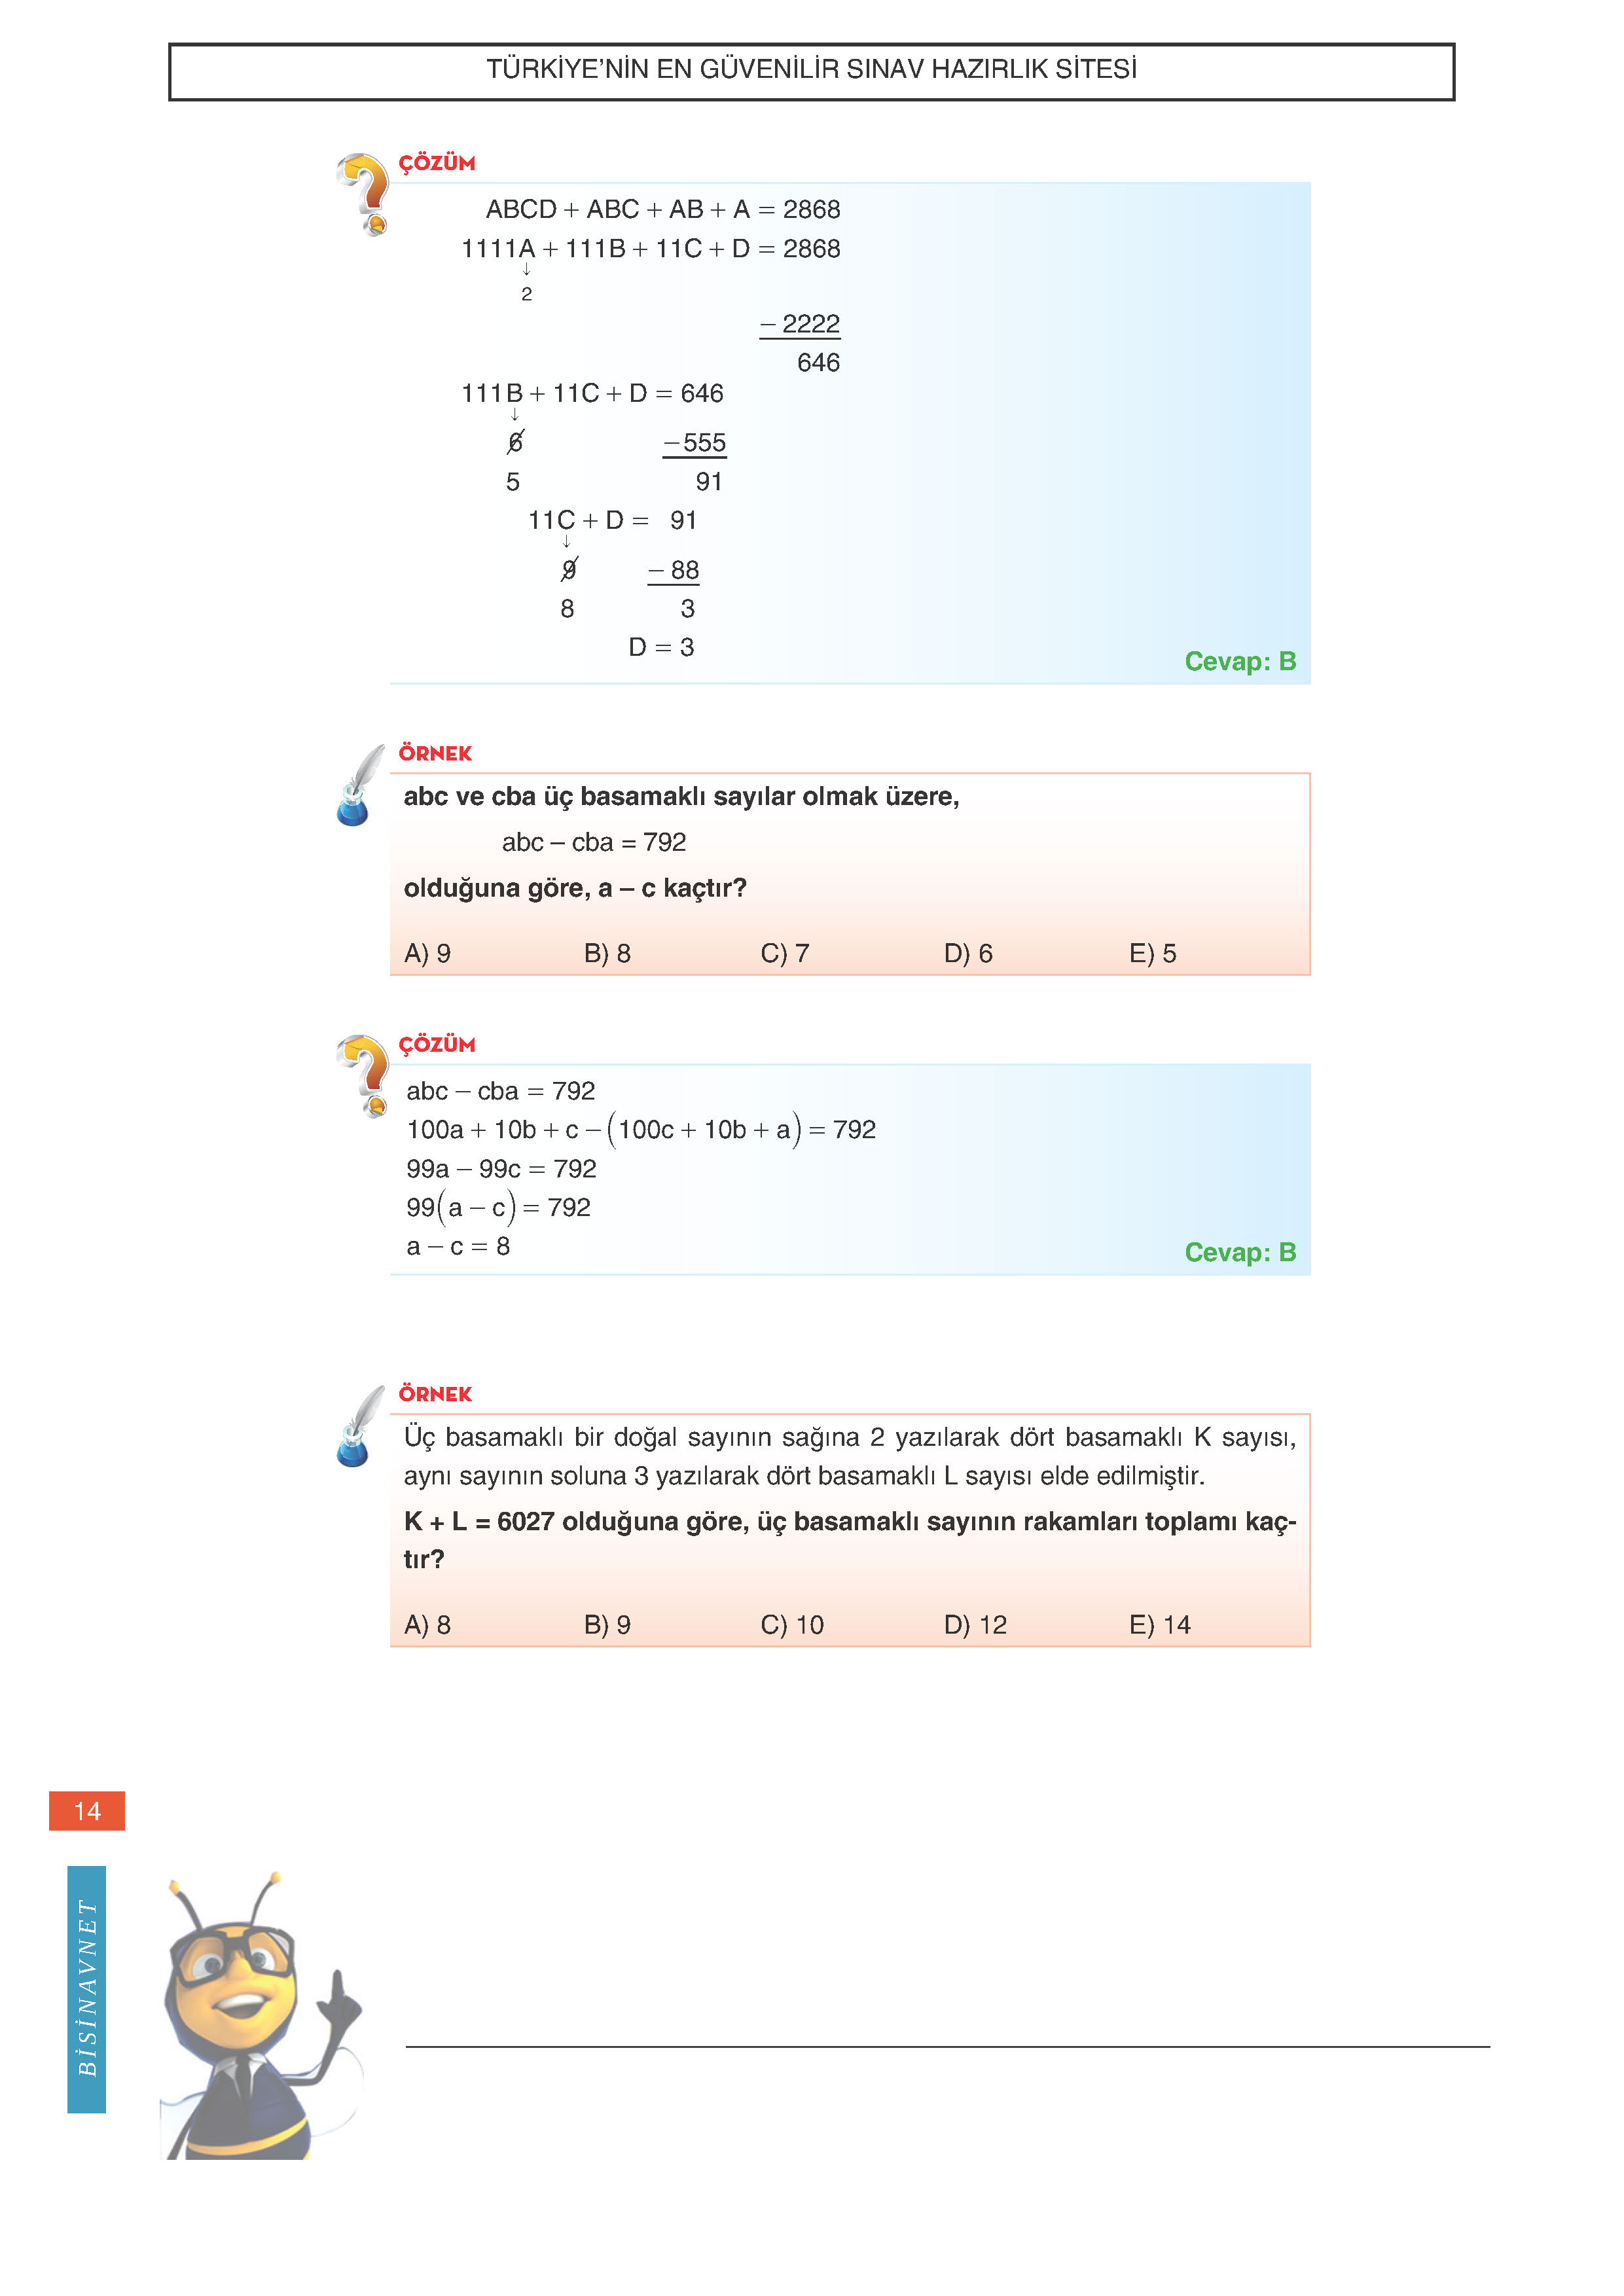 TÜRKİYE'NİN EN GÜVENİLİR SINAV HAZIRLIK SİTESİ
ÇÖZÜM
ABCD + ABC + AB + A = 2868
1111A + 111B + 11C + D = 2868
↓
2
– 2222
646
111B + 11C + D = 646
↓
6 –555
5 91
11C + D = 91
↓
9 – 88
8 3
D = 3
Cevap: B
ÖRNEK
abc ve cba üç basamaklı sayılar olmak üzere,
abc – cba = 792
olduğuna göre, a – c kaçtır?
A) 9 B) 8 C) 7 D) 6 E) 5
ÇÖZÜM
abc – cba = 792
100a + 10b + c – (100c + 10b + a) = 792
99a – 99c = 792
99(a – c) = 792
a – c = 8
Cevap: B
ÖRNEK
Üç basamaklı bir doğal sayının sağına 2 yazılarak dört basamaklı K sayısı,
aynı sayının soluna 3 yazılarak dört basamaklı L sayısı elde edilmiştir.
K + L = 6027 olduğuna göre, üç basamaklı sayının rakamları toplamı kaç-
tır?
A) 8 B) 9 C) 10 D) 12 E) 14
14
BİSİNAVNET